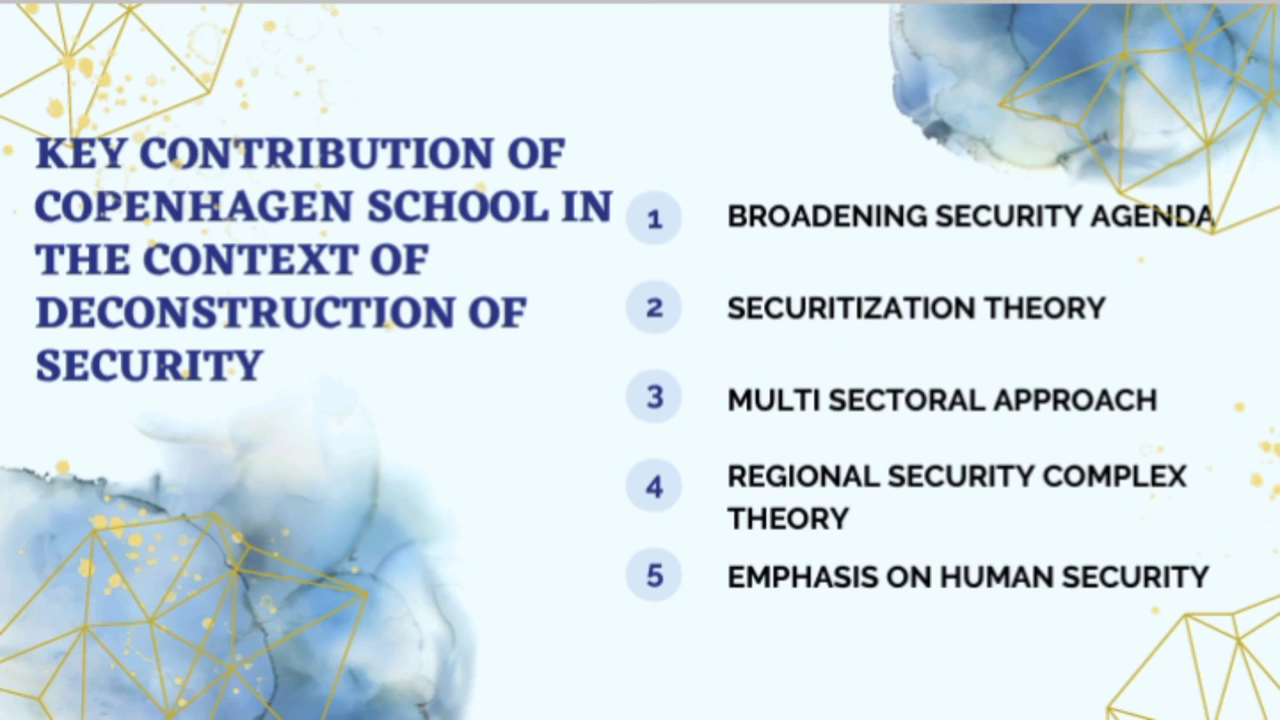 KEY CONTRIBUTION OF
COPENHAGEN SCHOOL IN
THE CONTEXT OF
DECONSTRUCTION OF
SECURITY
1 BROADENING SECURITY AGENDA
2 SECURITIZATION THEORY
3 MULTI SECTORAL APPROACH
4 REGIONAL SECURITY COMPLEX
THEORY
5 EMPHASIS ON HUMAN SECURITY